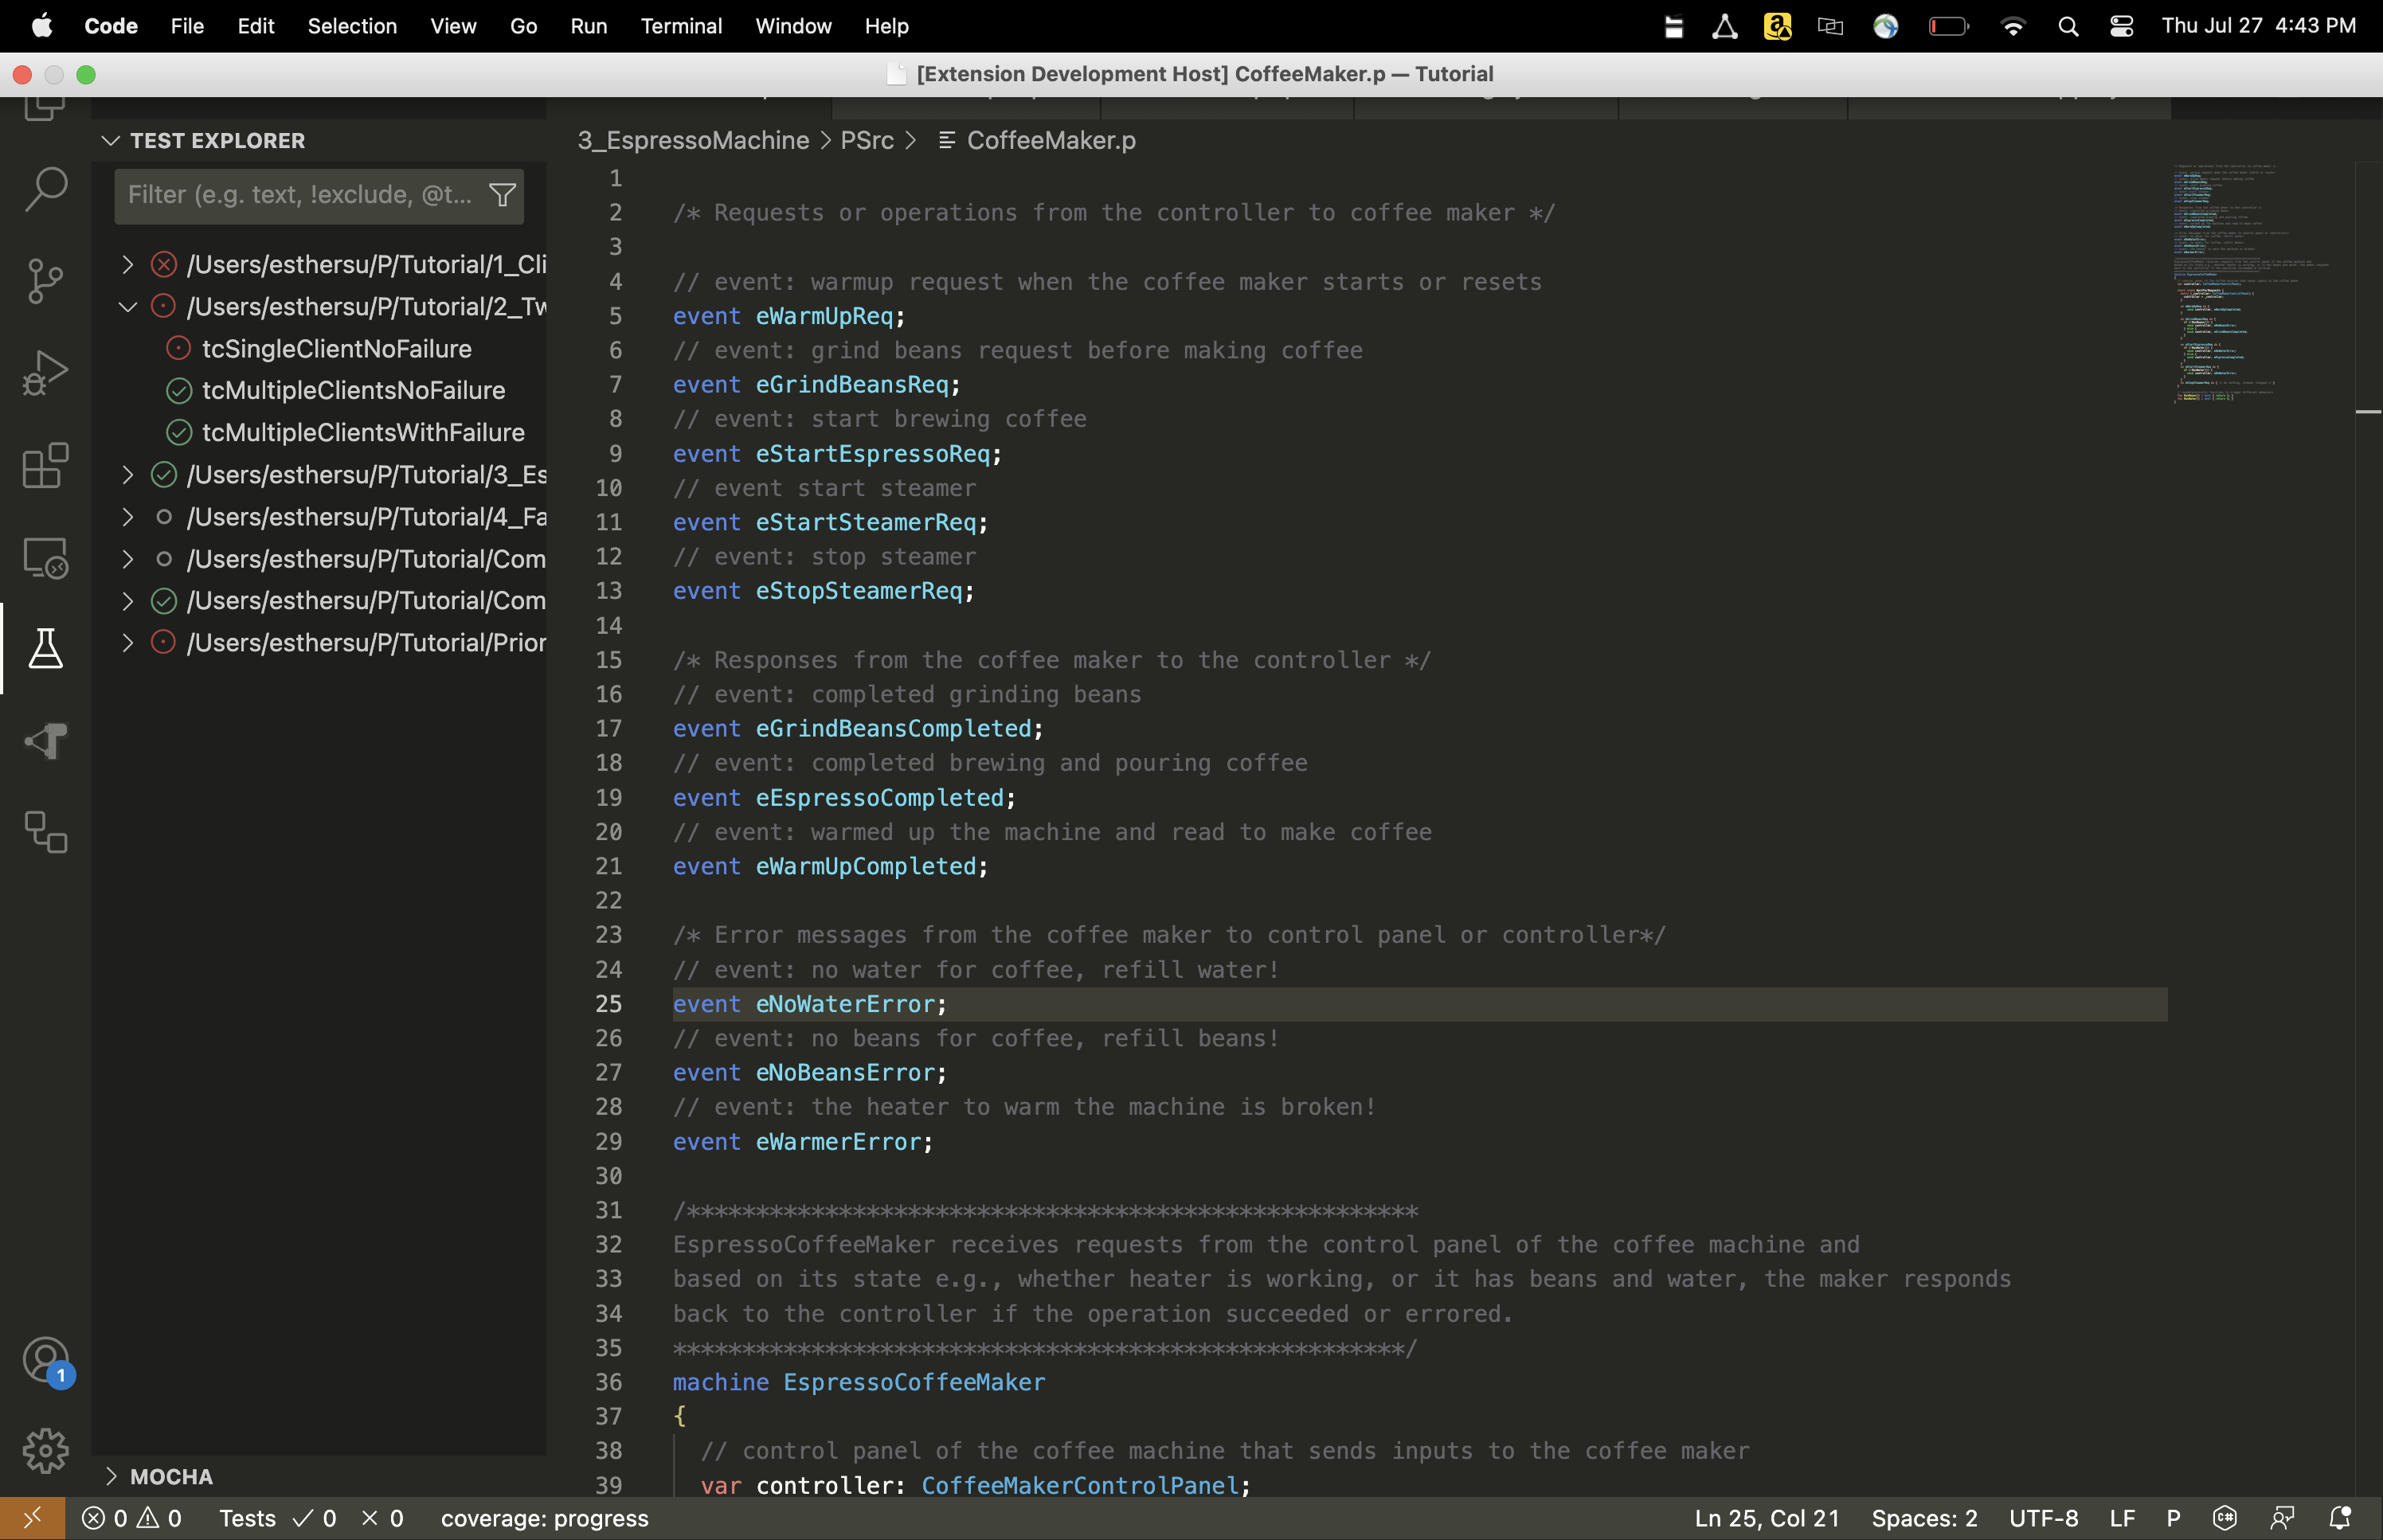 Code File Edit Selection View Go Run Terminal Window Help
Thu Jul 27 4:43 PM
[Extension Development Host] CoffeeMaker.p — Tutorial
TEST EXPLORER
Filter (e.g. text, !exclude, @t...
/Users/esthersu/P/Tutorial/1_Cli
/Users/esthersu/P/Tutorial/2_Tw
tcSingleClientNoFailure
tcMultipleClientsNoFailure
tcMultipleClientsWithFailure
/Users/esthersu/P/Tutorial/3_Es
/Users/esthersu/P/Tutorial/4_Fa
/Users/esthersu/P/Tutorial/Com
/Users/esthersu/P/Tutorial/Com
/Users/esthersu/P/Tutorial/Prior
MOCHA
1
3_EspressoMachine > PSrc > CoffeeMaker.p
1
2 /* Requests or operations from the controller to coffee maker */
3
4 // event: warmup request when the coffee maker starts or resets
5 event eWarmUpReq;
6 // event: grind beans request before making coffee
7 event eGrindBeansReq;
8 // event: start brewing coffee
9 event eStartEspressoReq;
10 // event start steamer
11 event eStartSteamerReq;
12 // event: stop steamer
13 event eStopSteamerReq;
14
15 /* Responses from the coffee maker to the controller */
16 // event: completed grinding beans
17 event eGrindBeansCompleted;
18 // event: completed brewing and pouring coffee
19 event eEspressoCompleted;
20 // event: warmed up the machine and read to make coffee
21 event eWarmUpCompleted;
22
23 /* Error messages from the coffee maker to control panel or controller*/
24 // event: no water for coffee, refill water!
25 event eNoWaterError;
26 // event: no beans for coffee, refill beans!
27 event eNoBeansError;
28 // event: the heater to warm the machine is broken!
29 event eWarmerError;
30
31 /*****************************************************
32 EspressoCoffeeMaker receives requests from the control panel of the coffee machine and
33 based on its state e.g., whether heater is working, or it has beans and water, the maker responds
34 back to the controller if the operation succeeded or errored.
35 *****************************************************/
36 machine EspressoCoffeeMaker
37 {
38 // control panel of the coffee machine that sends inputs to the coffee maker
39 var controller: CoffeeMakerControlPanel;
0 0 Tests 0 0 coverage: progress
Ln 25, Col 21 Spaces: 2 UTF-8 LF P